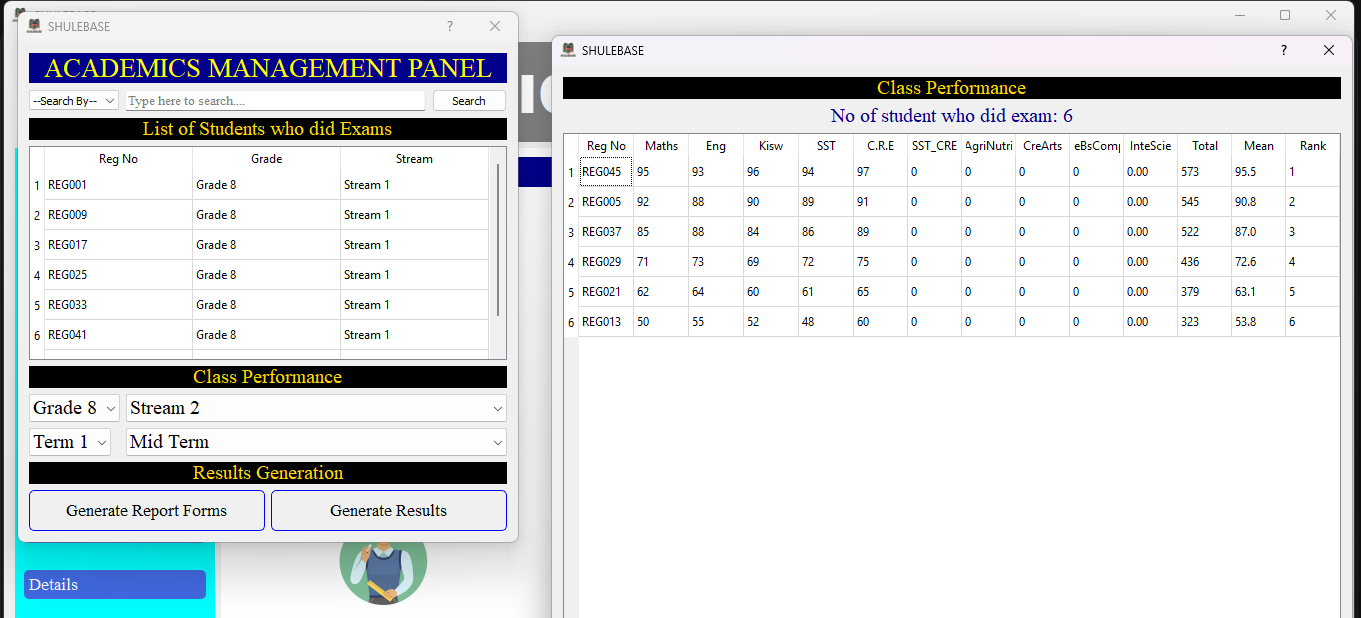 SHULEBASE ?
ACADEMICS MANAGEMENT PANEL
--Search By-- Type here to search.... Search
List of Students who did Exams
Reg No Grade Stream
1 REG001 Grade 8 Stream 1
2 REG009 Grade 8 Stream 1
3 REG017 Grade 8 Stream 1
4 REG025 Grade 8 Stream 1
5 REG033 Grade 8 Stream 1
6 REG041 Grade 8 Stream 1
Class Performance
Grade 8 Stream 2
Term 1 Mid Term
Results Generation
Generate Report Forms Generate Results
Details
SHULEBASE ?
Class Performance
No of student who did exam: 6
Reg No Maths Eng Kisw SST C.R.E SST_CRE AgriNutri CreArts eBsComp InteScie Total Mean Rank
1 REG045 95 93 96 94 97 0 0 0 0 0.00 573 95.5 1
2 REG005 92 88 90 89 91 0 0 0 0 0.00 545 90.8 2
3 REG037 85 88 84 86 89 0 0 0 0 0.00 522 87.0 3
4 REG029 71 73 69 72 75 0 0 0 0 0.00 436 72.6 4
5 REG021 62 64 60 61 65 0 0 0 0 0.00 379 63.1 5
6 REG013 50 55 52 48 60 0 0 0 0 0.00 323 53.8 6